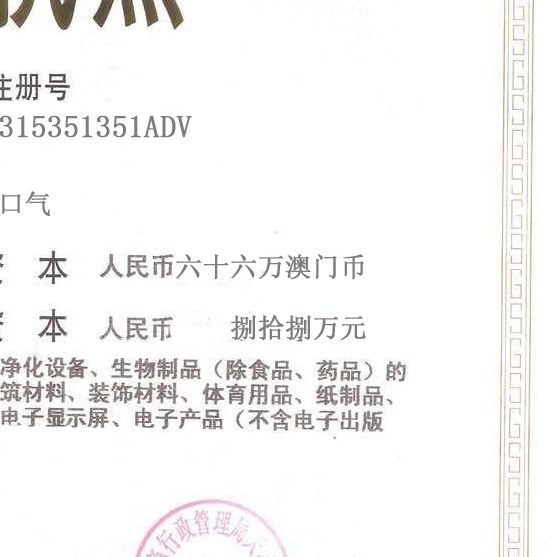 注册号
315351351ADV
口气
资 本 人民币六十六万澳门币
资 本 人民币 捌拾捌万元
净化设备、生物制品（除食品、药品）的
筑材料、装饰材料、体育用品、纸制品、
电子显示屏、电子产品（不含电子出版
行政管理局